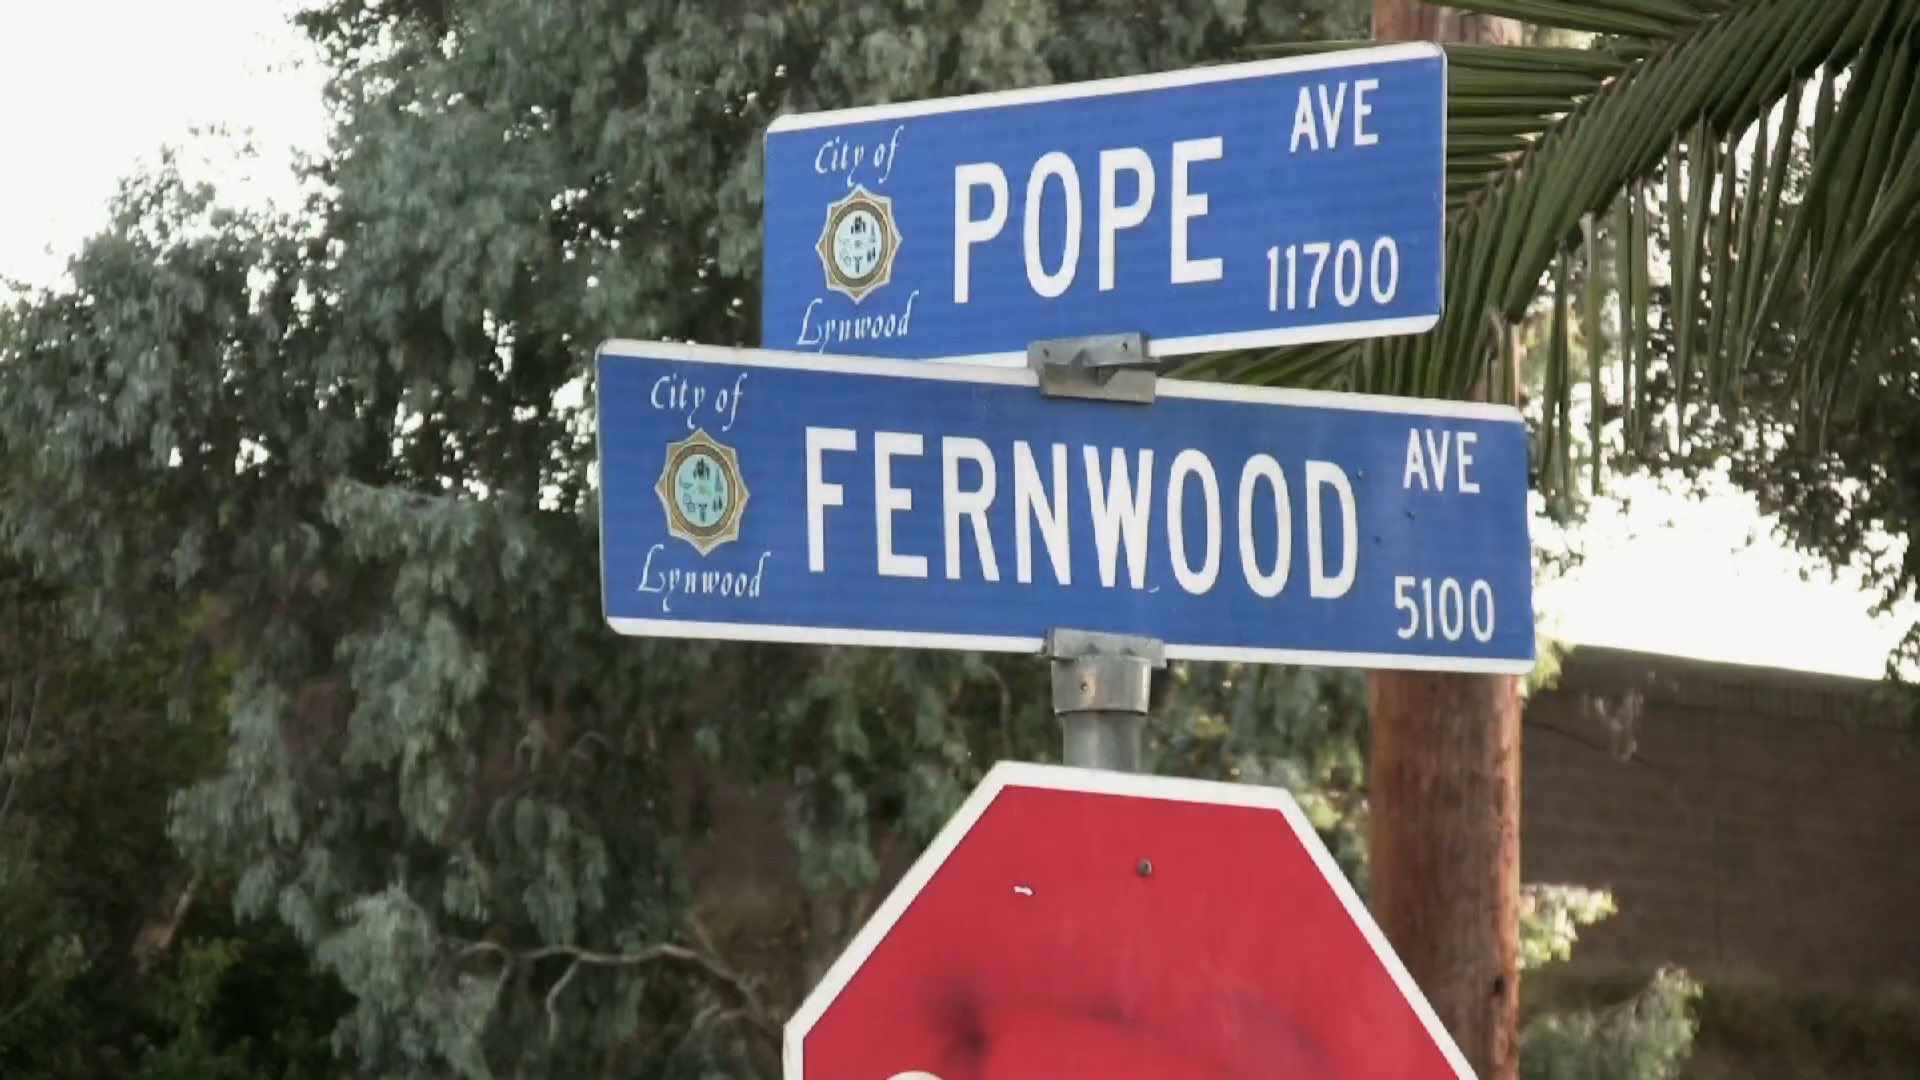 City of
Lynwood
POPE
AVE
11700
City of
Lynwood
FERNWOOD
AVE
5100